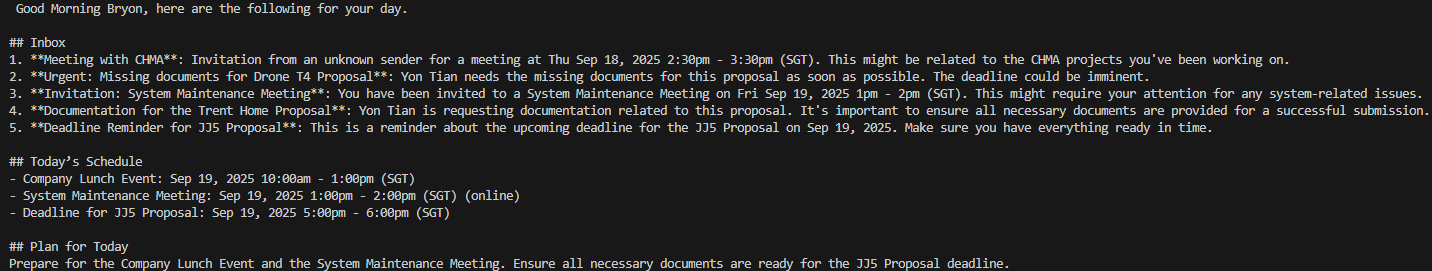 Good Morning Bryon, here are the following for your day.
## Inbox
1. **Meeting with CHMA**: Invitation from an unknown sender for a meeting at Thu Sep 18, 2025 2:30pm - 3:30pm (SGT). This might be related to the CHMA projects you've been working on.
2. **Urgent: Missing documents for Drone T4 Proposal**: Yon Tian needs the missing documents for this proposal as soon as possible. The deadline could be imminent.
3. **Invitation: System Maintenance Meeting**: You have been invited to a System Maintenance Meeting on Fri Sep 19, 2025 1pm - 2pm (SGT). This might require your attention for any system-related issues.
4. **Documentation for the Trent Home Proposal**: Yon Tian is requesting documentation related to this proposal. It's important to ensure all necessary documents are provided for a successful submission.
5. **Deadline Reminder for JJ5 Proposal**: This is a reminder about the upcoming deadline for the JJ5 Proposal on Sep 19, 2025. Make sure you have everything ready in time.
## Today’s Schedule
- Company Lunch Event: Sep 19, 2025 10:00am - 1:00pm (SGT)
- System Maintenance Meeting: Sep 19, 2025 1:00pm - 2:00pm (SGT) (online)
- Deadline for JJ5 Proposal: Sep 19, 2025 5:00pm - 6:00pm (SGT)
## Plan for Today
Prepare for the Company Lunch Event and the System Maintenance Meeting. Ensure all necessary documents are ready for the JJ5 Proposal deadline.